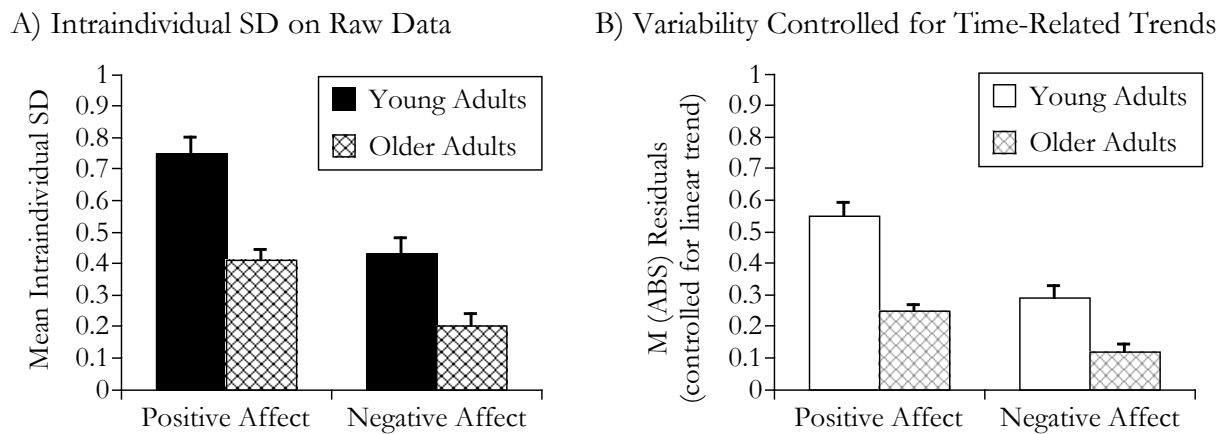 A) Intraindividual SD on Raw Data
Mean Intraindividual SD
1
0.9
0.8
0.7
0.6
0.5
0.4
0.3
0.2
0.1
0
Young Adults
Older Adults
Positive Affect
Negative Affect
B) Variability Controlled for Time-Related Trends
M (ABS) Residuals
(controlled for linear trend)
1
0.9
0.8
0.7
0.6
0.5
0.4
0.3
0.2
0.1
0
Young Adults
Older Adults
Positive Affect
Negative Affect